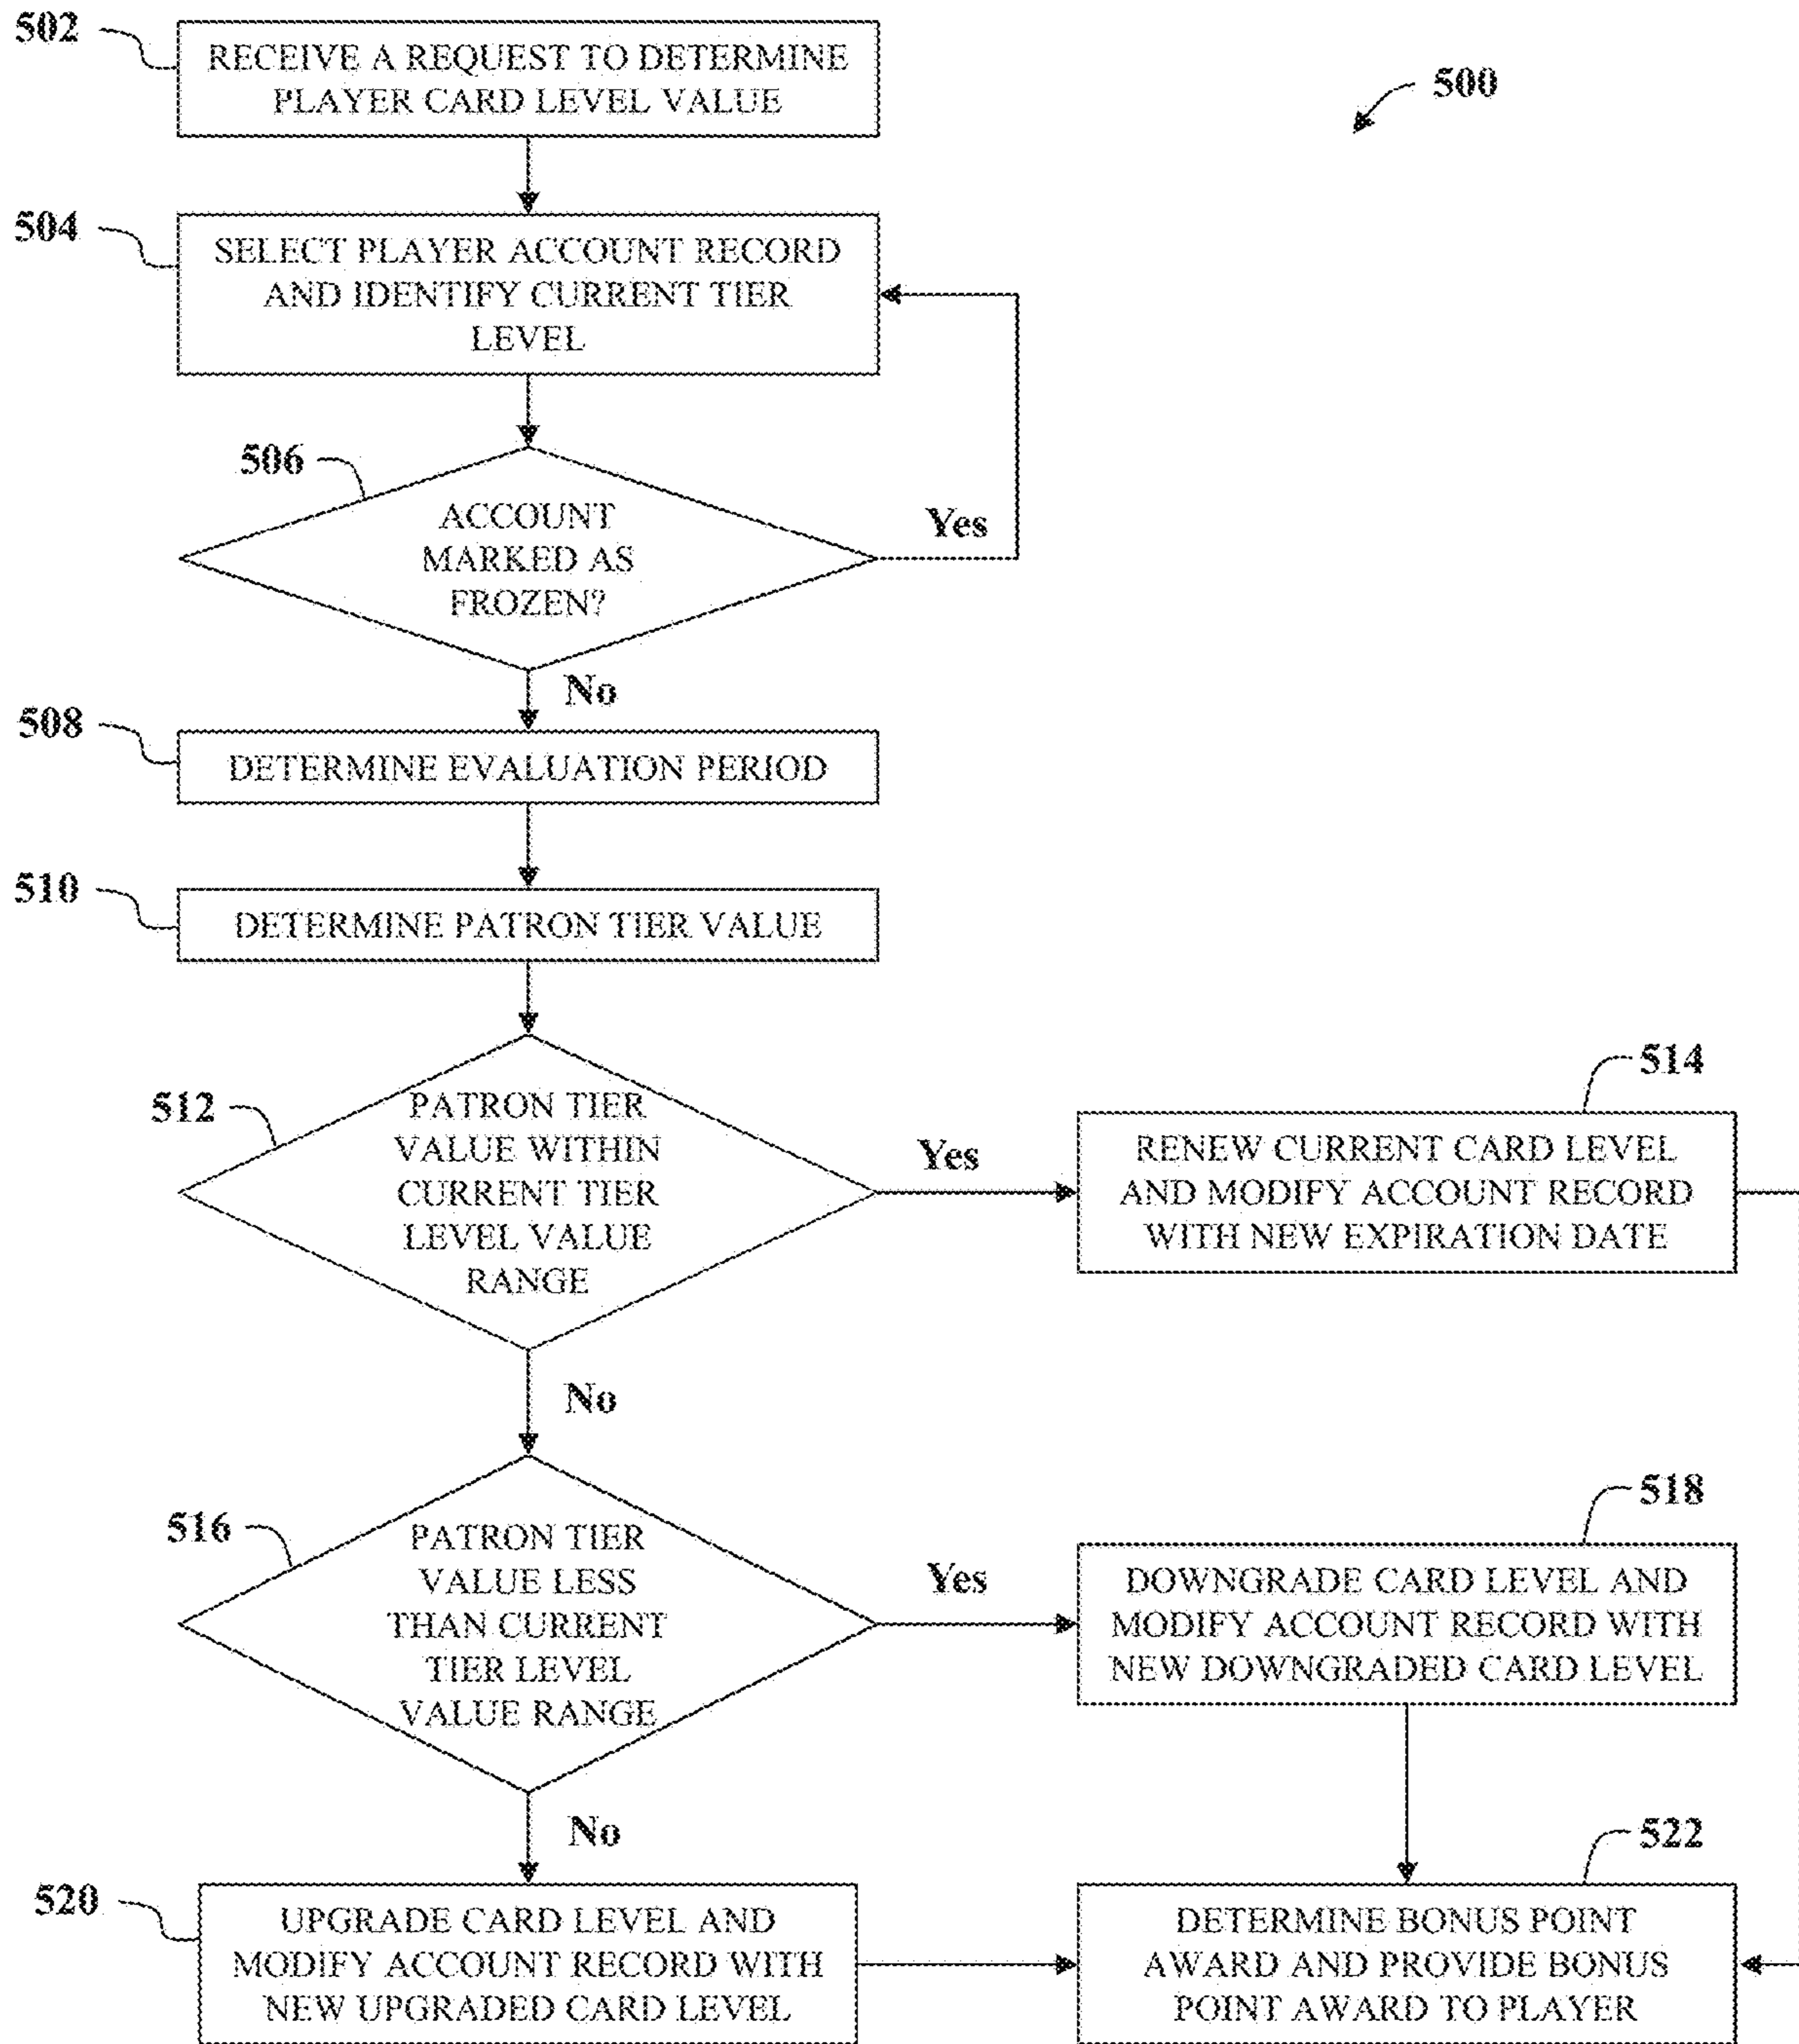 502
RECEIVE A REQUEST TO DETERMINE
PLAYER CARD LEVEL VALUE
500
504
SELECT PLAYER ACCOUNT RECORD
AND IDENTIFY CURRENT TIER
LEVEL
506
ACCOUNT
MARKED AS
FROZEN?
Yes
No
508
DETERMINE EVALUATION PERIOD
510
DETERMINE PATRON TIER VALUE
512
PATRON TIER
VALUE WITHIN
CURRENT TIER
LEVEL VALUE
RANGE
Yes
514
RENEW CURRENT CARD LEVEL
AND MODIFY ACCOUNT RECORD
WITH NEW EXPIRATION DATE
No
516
PATRON TIER
VALUE LESS
THAN CURRENT
TIER LEVEL
VALUE RANGE
Yes
518
DOWNGRADE CARD LEVEL AND
MODIFY ACCOUNT RECORD WITH
NEW DOWNGRADED CARD LEVEL
No
520
UPGRADE CARD LEVEL AND
MODIFY ACCOUNT RECORD WITH
NEW UPGRADED CARD LEVEL
522
DETERMINE BONUS POINT
AWARD AND PROVIDE BONUS
POINT AWARD TO PLAYER